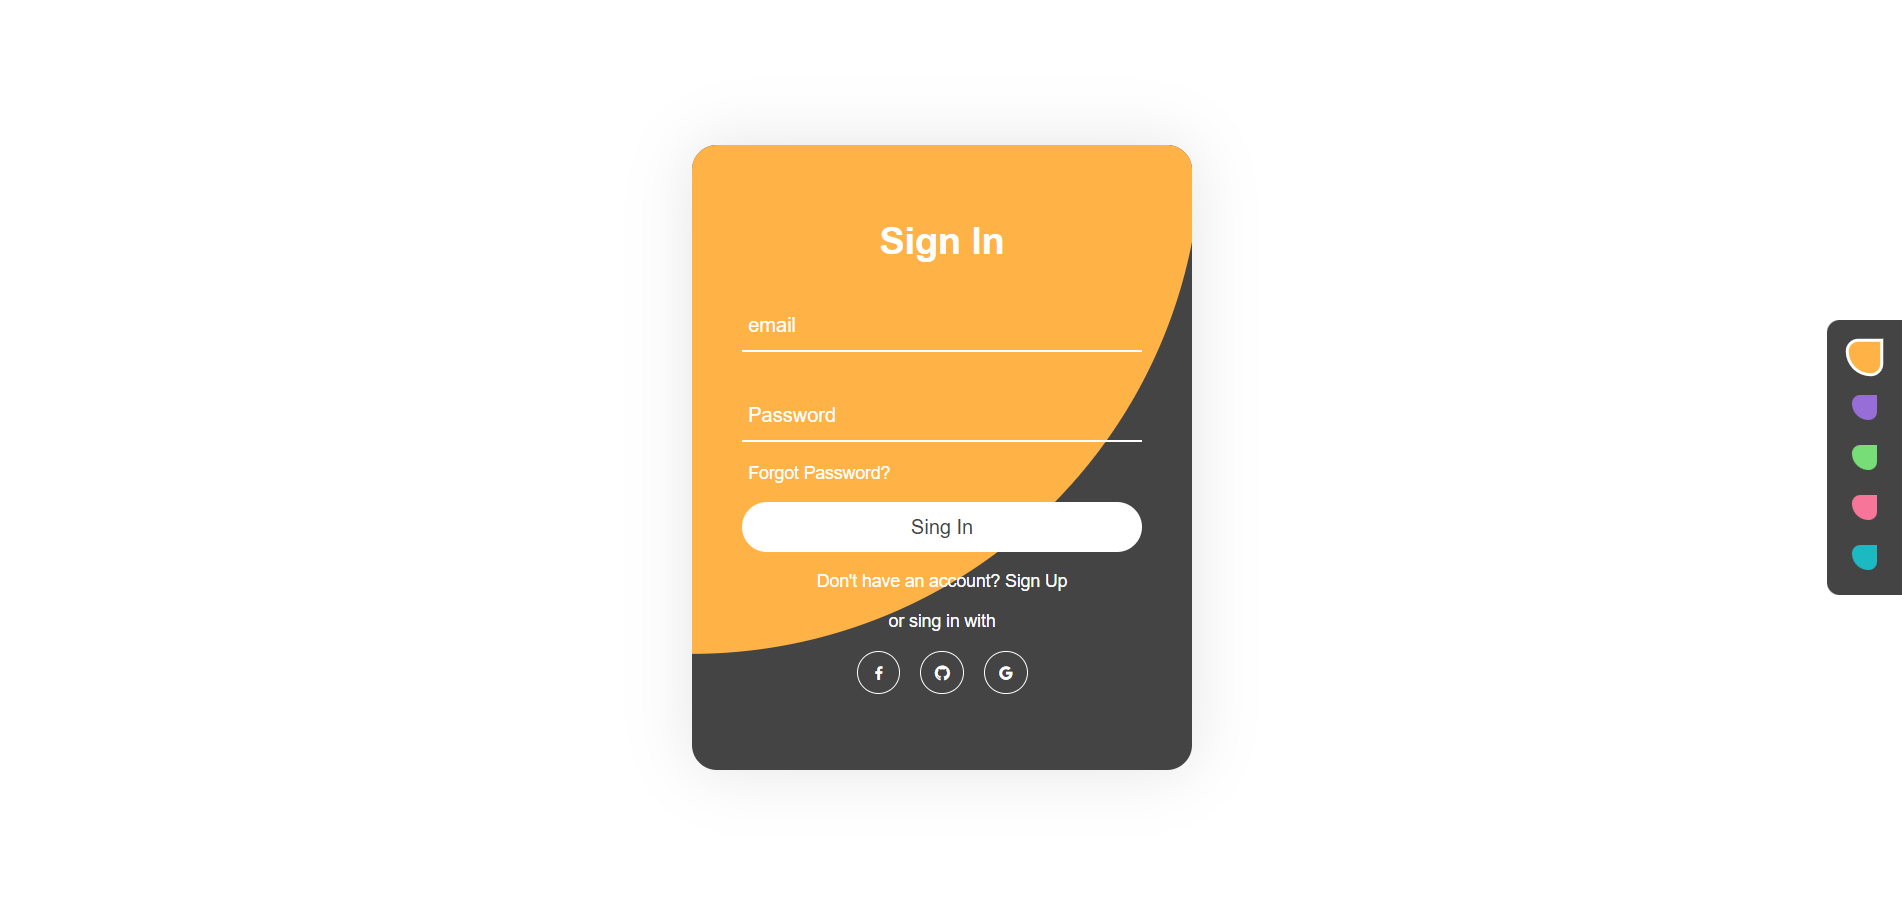 Sign In
email
Password
Forgot Password?
Sing In
Don't have an account? Sign Up
or sing in with